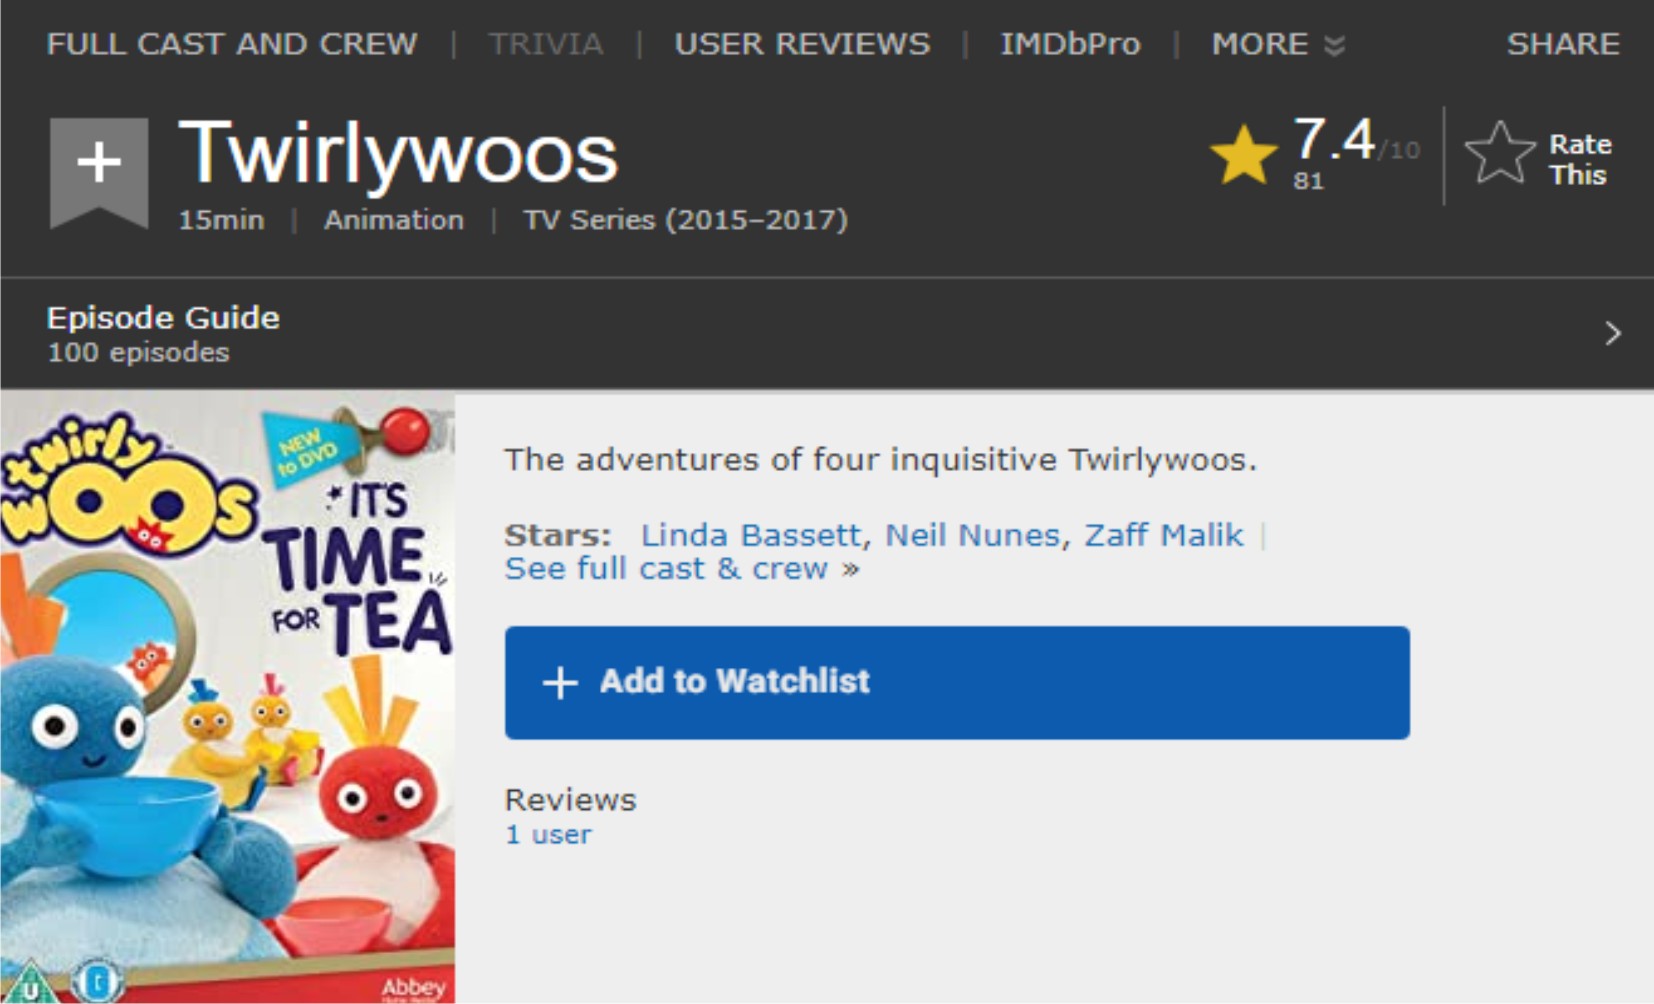 FULL CAST AND CREW | TRIVIA | USER REVIEWS | IMDbPro | MORE SHARE
+ Twirlywoos
7.4/10
81
Rate
This
15min | Animation | TV Series (2015–2017)
Episode Guide
100 episodes
twirly
woos
NEW
to DVD
IT'S
TIME
FOR TEA
U
Abbey
The adventures of four inquisitive Twirlywoos.
Stars: Linda Bassett, Neil Nunes, Zaff Malik |
See full cast & crew »
+ Add to Watchlist
Reviews
1 user